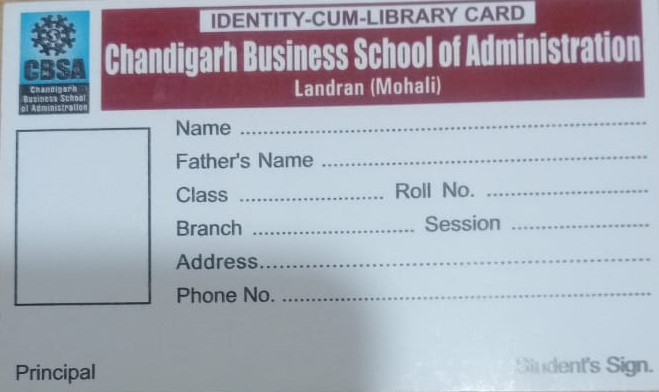 IDENTITY-CUM-LIBRARY CARD
CBSA
Chandigarh
Business School
of Administration
Chandigarh Business School of Administration
Landran (Mohali)
Name ..........
Father's Name ..........
Class .......... Roll No. ..........
Branch .......... Session ..........
Address..........
Phone No. ..........
Principal
Student's Sign.